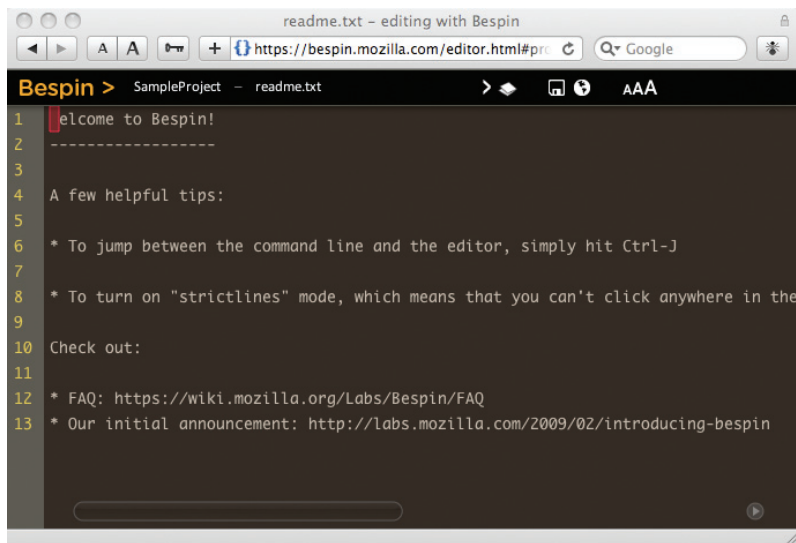 readme.txt – editing with Bespin
A A + {} https://bespin.mozilla.com/editor.html#pro Google
Bespin > SampleProject – readme.txt AAA
1 elcome to Bespin!
2 ------------------
3
4 A few helpful tips:
5
6 * To jump between the command line and the editor, simply hit Ctrl-J
7
8 * To turn on "strictlines" mode, which means that you can't click anywhere in the
9
10 Check out:
11
12 * FAQ: https://wiki.mozilla.org/Labs/Bespin/FAQ
13 * Our initial announcement: http://labs.mozilla.com/2009/02/introducing-bespin